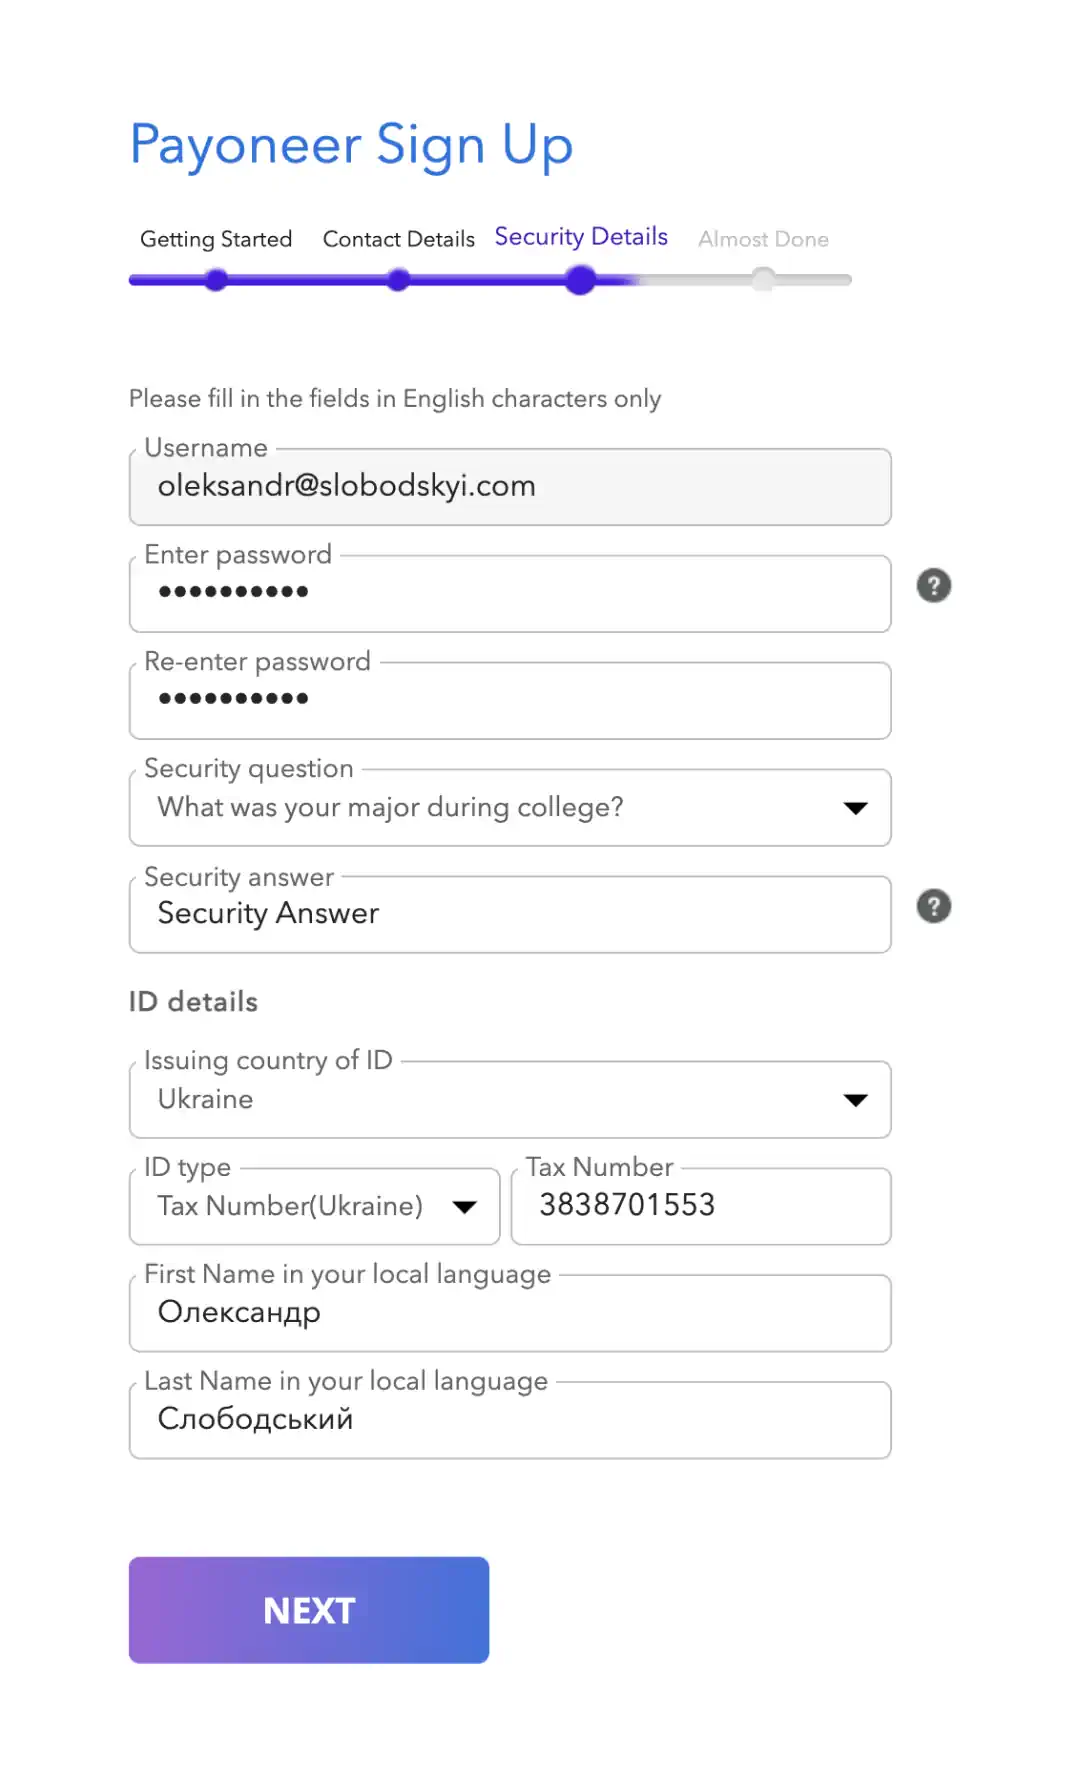 Payoneer Sign Up
Getting Started Contact Details Security Details Almost Done
Please fill in the fields in English characters only
Username
oleksandr@slobodskyi.com
Enter password
••••••••••
?
Re-enter password
••••••••••
Security question
What was your major during college?
Security answer
Security Answer
?
ID details
Issuing country of ID
Ukraine
ID type
Tax Number(Ukraine)
Tax Number
3838701553
First Name in your local language
Олександр
Last Name in your local language
Слободський
NEXT